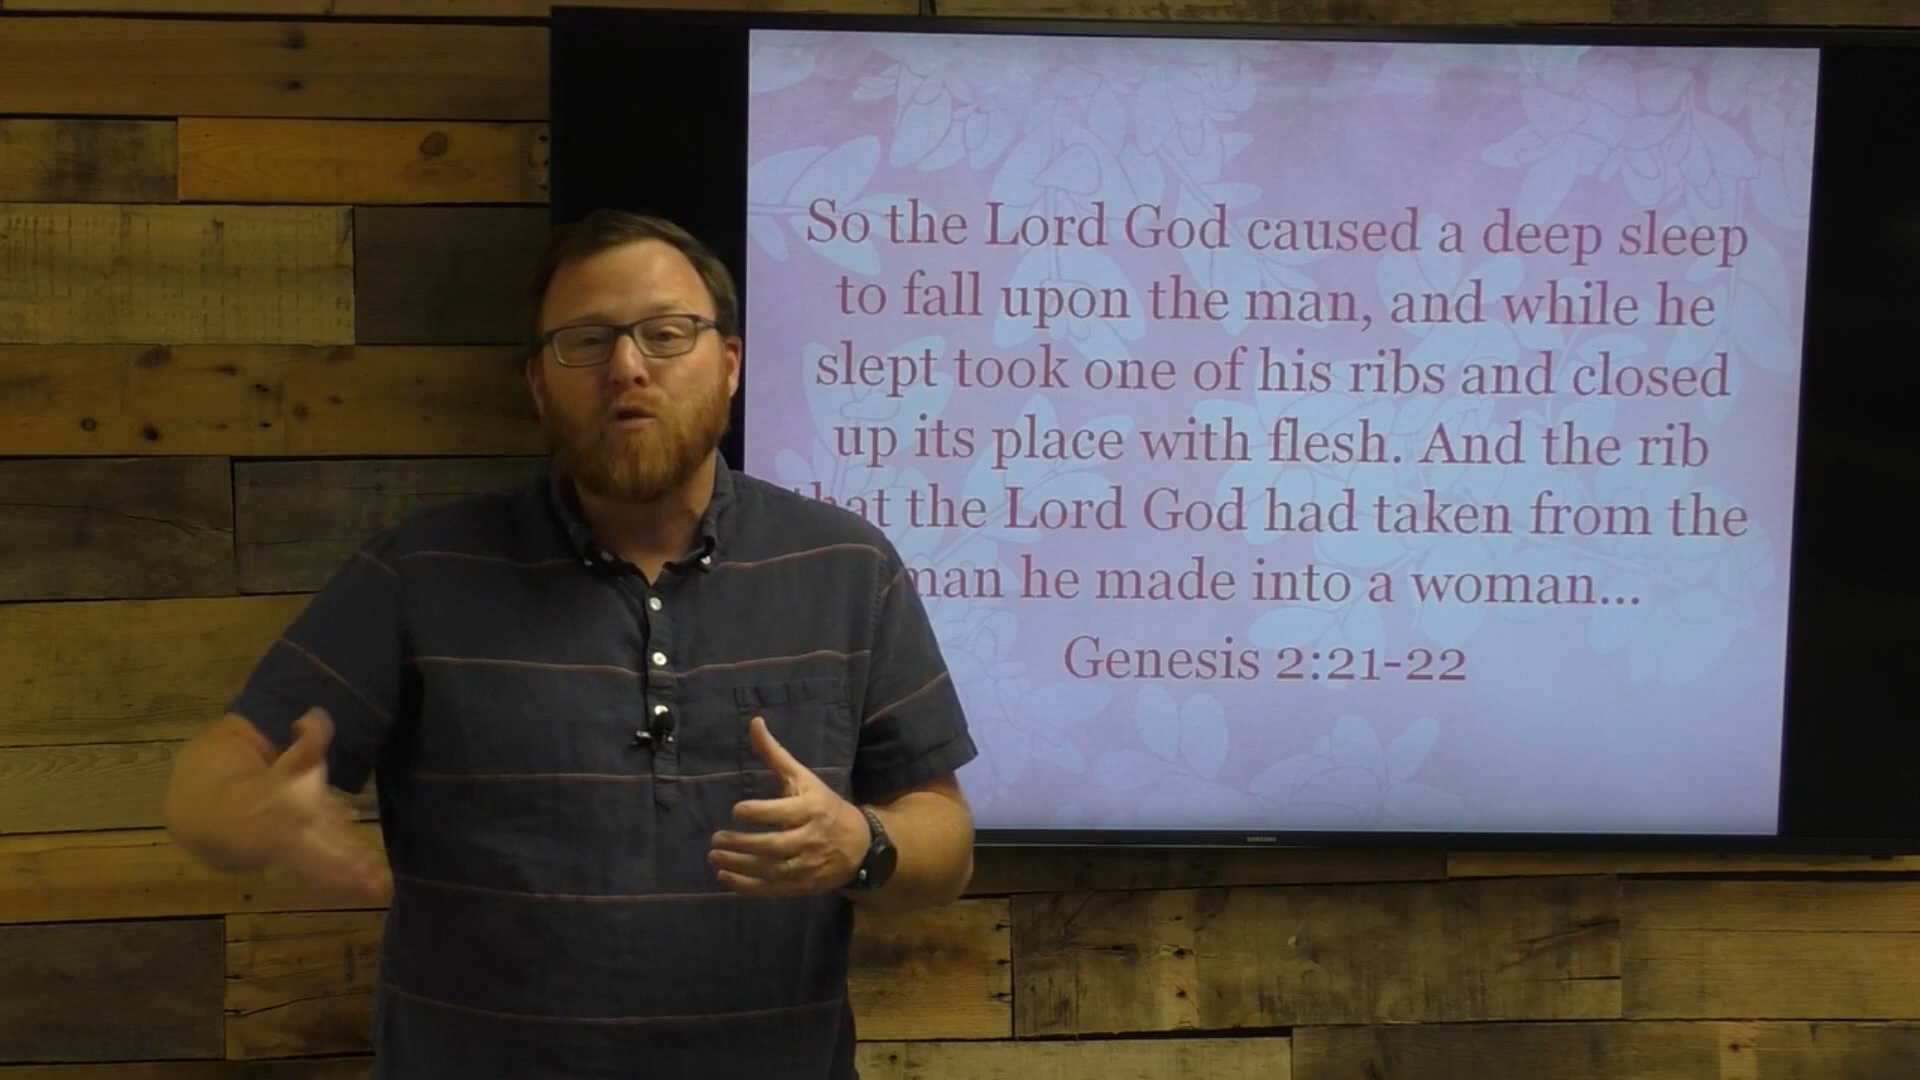 So the Lord God caused a deep sleep
to fall upon the man, and while he
slept took one of his ribs and closed
up its place with flesh. And the rib
that the Lord God had taken from the
man he made into a woman...
Genesis 2:21-22
SAMSUNG